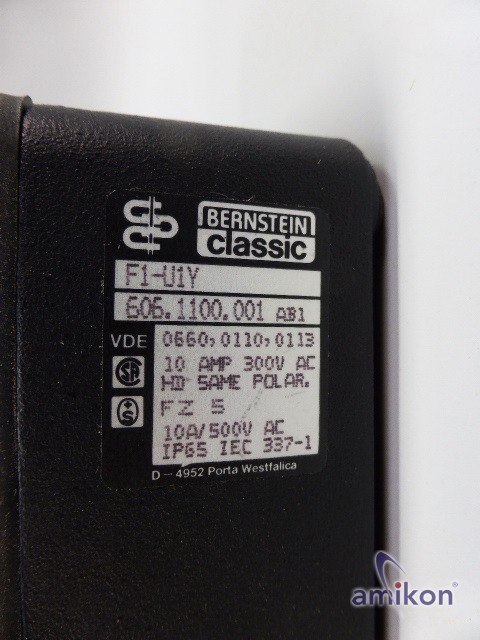 BERNSTEIN
classic
F1-U1Y
606.1100.001 AB1
VDE 0660,0110,0113
10 AMP 300V AC
HD SAME POLAR.
FZ 5
10A/500V AC
IP65 IEC 337-1
D-4952 Porta Westfalica
amikon®